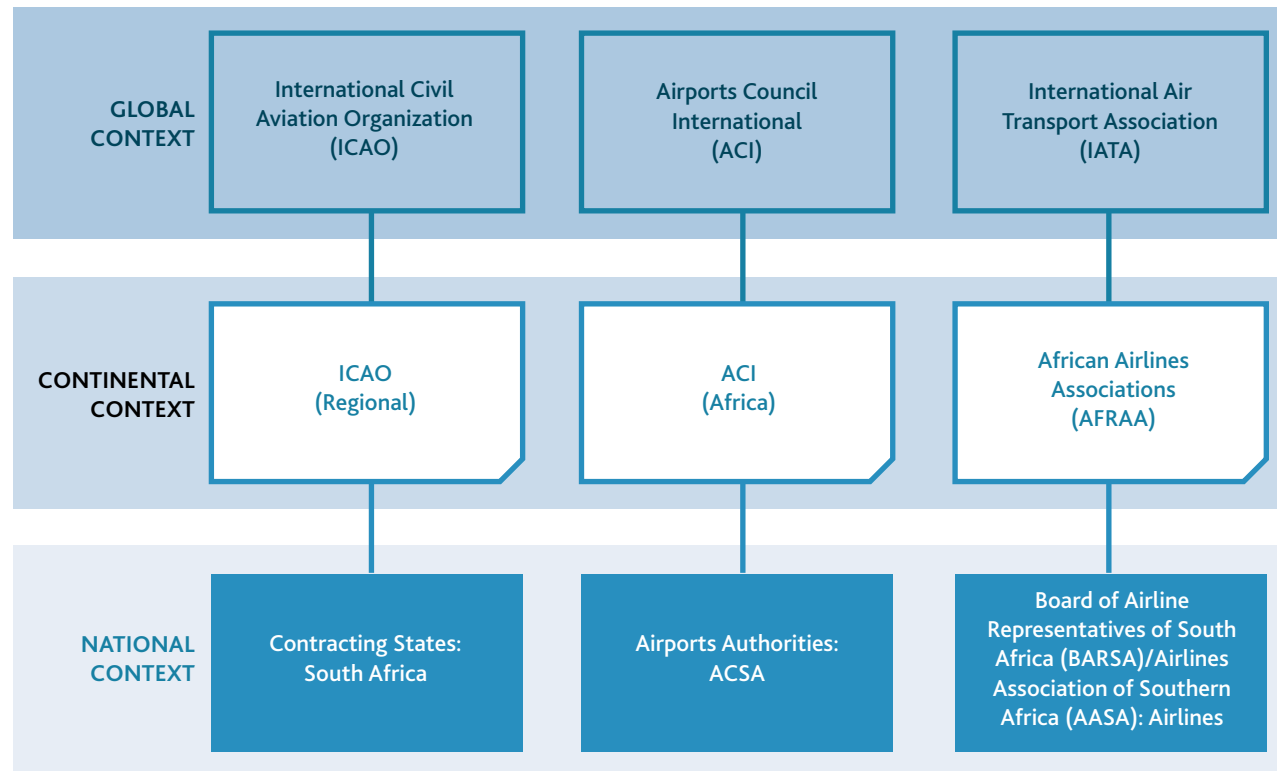 GLOBAL
CONTEXT
International Civil
Aviation Organization
(ICAO)
Airports Council
International
(ACI)
International Air
Transport Association
(IATA)
CONTINENTAL
CONTEXT
ICAO
(Regional)
ACI
(Africa)
African Airlines
Associations
(AFRAA)
NATIONAL
CONTEXT
Contracting States:
South Africa
Airports Authorities:
ACSA
Board of Airline
Representatives of South
Africa (BARSA)/Airlines
Association of Southern
Africa (AASA): Airlines